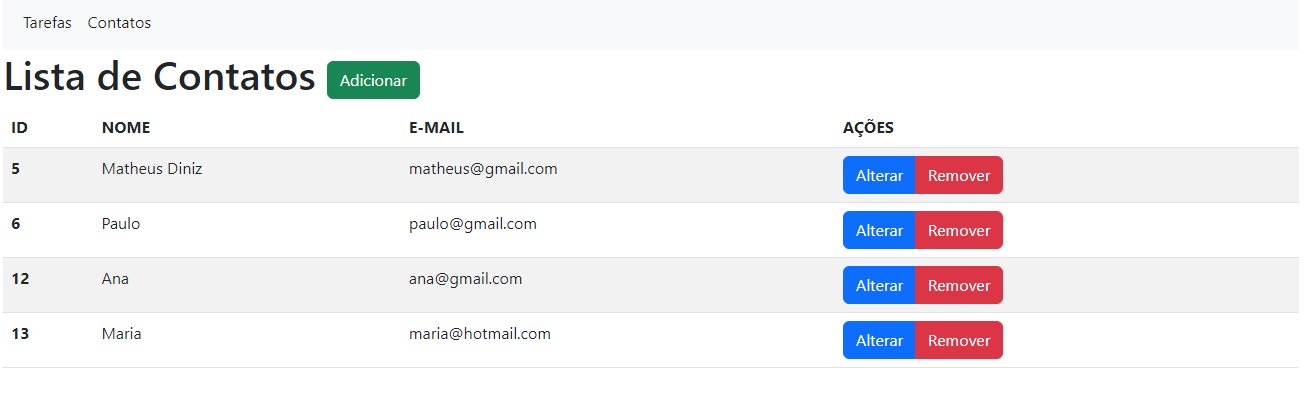 Tarefas Contatos
Lista de Contatos Adicionar
ID NOME E-MAIL AÇÕES
5 Matheus Diniz matheus@gmail.com Alterar Remover
6 Paulo paulo@gmail.com Alterar Remover
12 Ana ana@gmail.com Alterar Remover
13 Maria maria@hotmail.com Alterar Remover